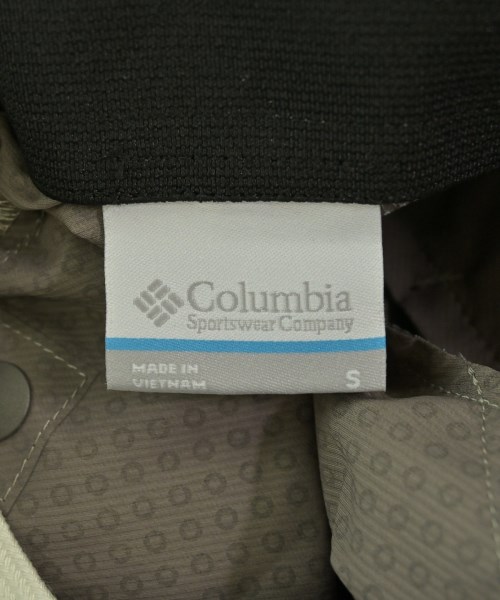 Columbia
Sportswear Company
MADE IN
VIETNAM
S